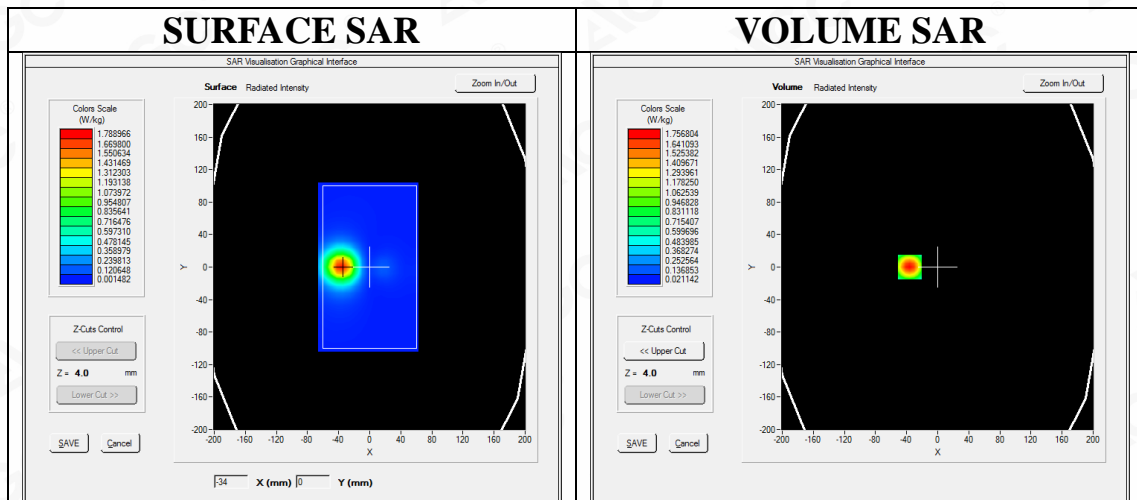 SURFACE SAR
SAR Visualisation Graphical Interface
Surface Radiated Intensity
Zoom In/Out
Colors Scale
(W/kg)
1.788966
1.669800
1.550634
1.431469
1.312303
1.193138
1.073972
0.954807
0.835641
0.716476
0.597310
0.478145
0.358979
0.239813
0.120648
0.001482
Z-Cuts Control
<< Upper Cut
Z = 4.0 mm
Lower Cut >>
SAVE Cancel
200
160
120
80
40
0
-40
-80
-120
-160
-200
Y
-200 -160 -120 -80 -40 0 40 80 120 160 200
X
-34 X (mm) 0 Y (mm)
VOLUME SAR
SAR Visualisation Graphical Interface
Volume Radiated Intensity
Zoom In/Out
Colors Scale
(W/kg)
1.756804
1.641093
1.525382
1.409671
1.293961
1.178250
1.062539
0.946828
0.831118
0.715407
0.599696
0.483985
0.368274
0.252564
0.136853
0.021142
Z-Cuts Control
<< Upper Cut
Z = 4.0 mm
Lower Cut >>
SAVE Cancel
200
160
120
80
40
0
-40
-80
-120
-160
-200
Y
-200 -160 -120 -80 -40 0 40 80 120 160 200
X